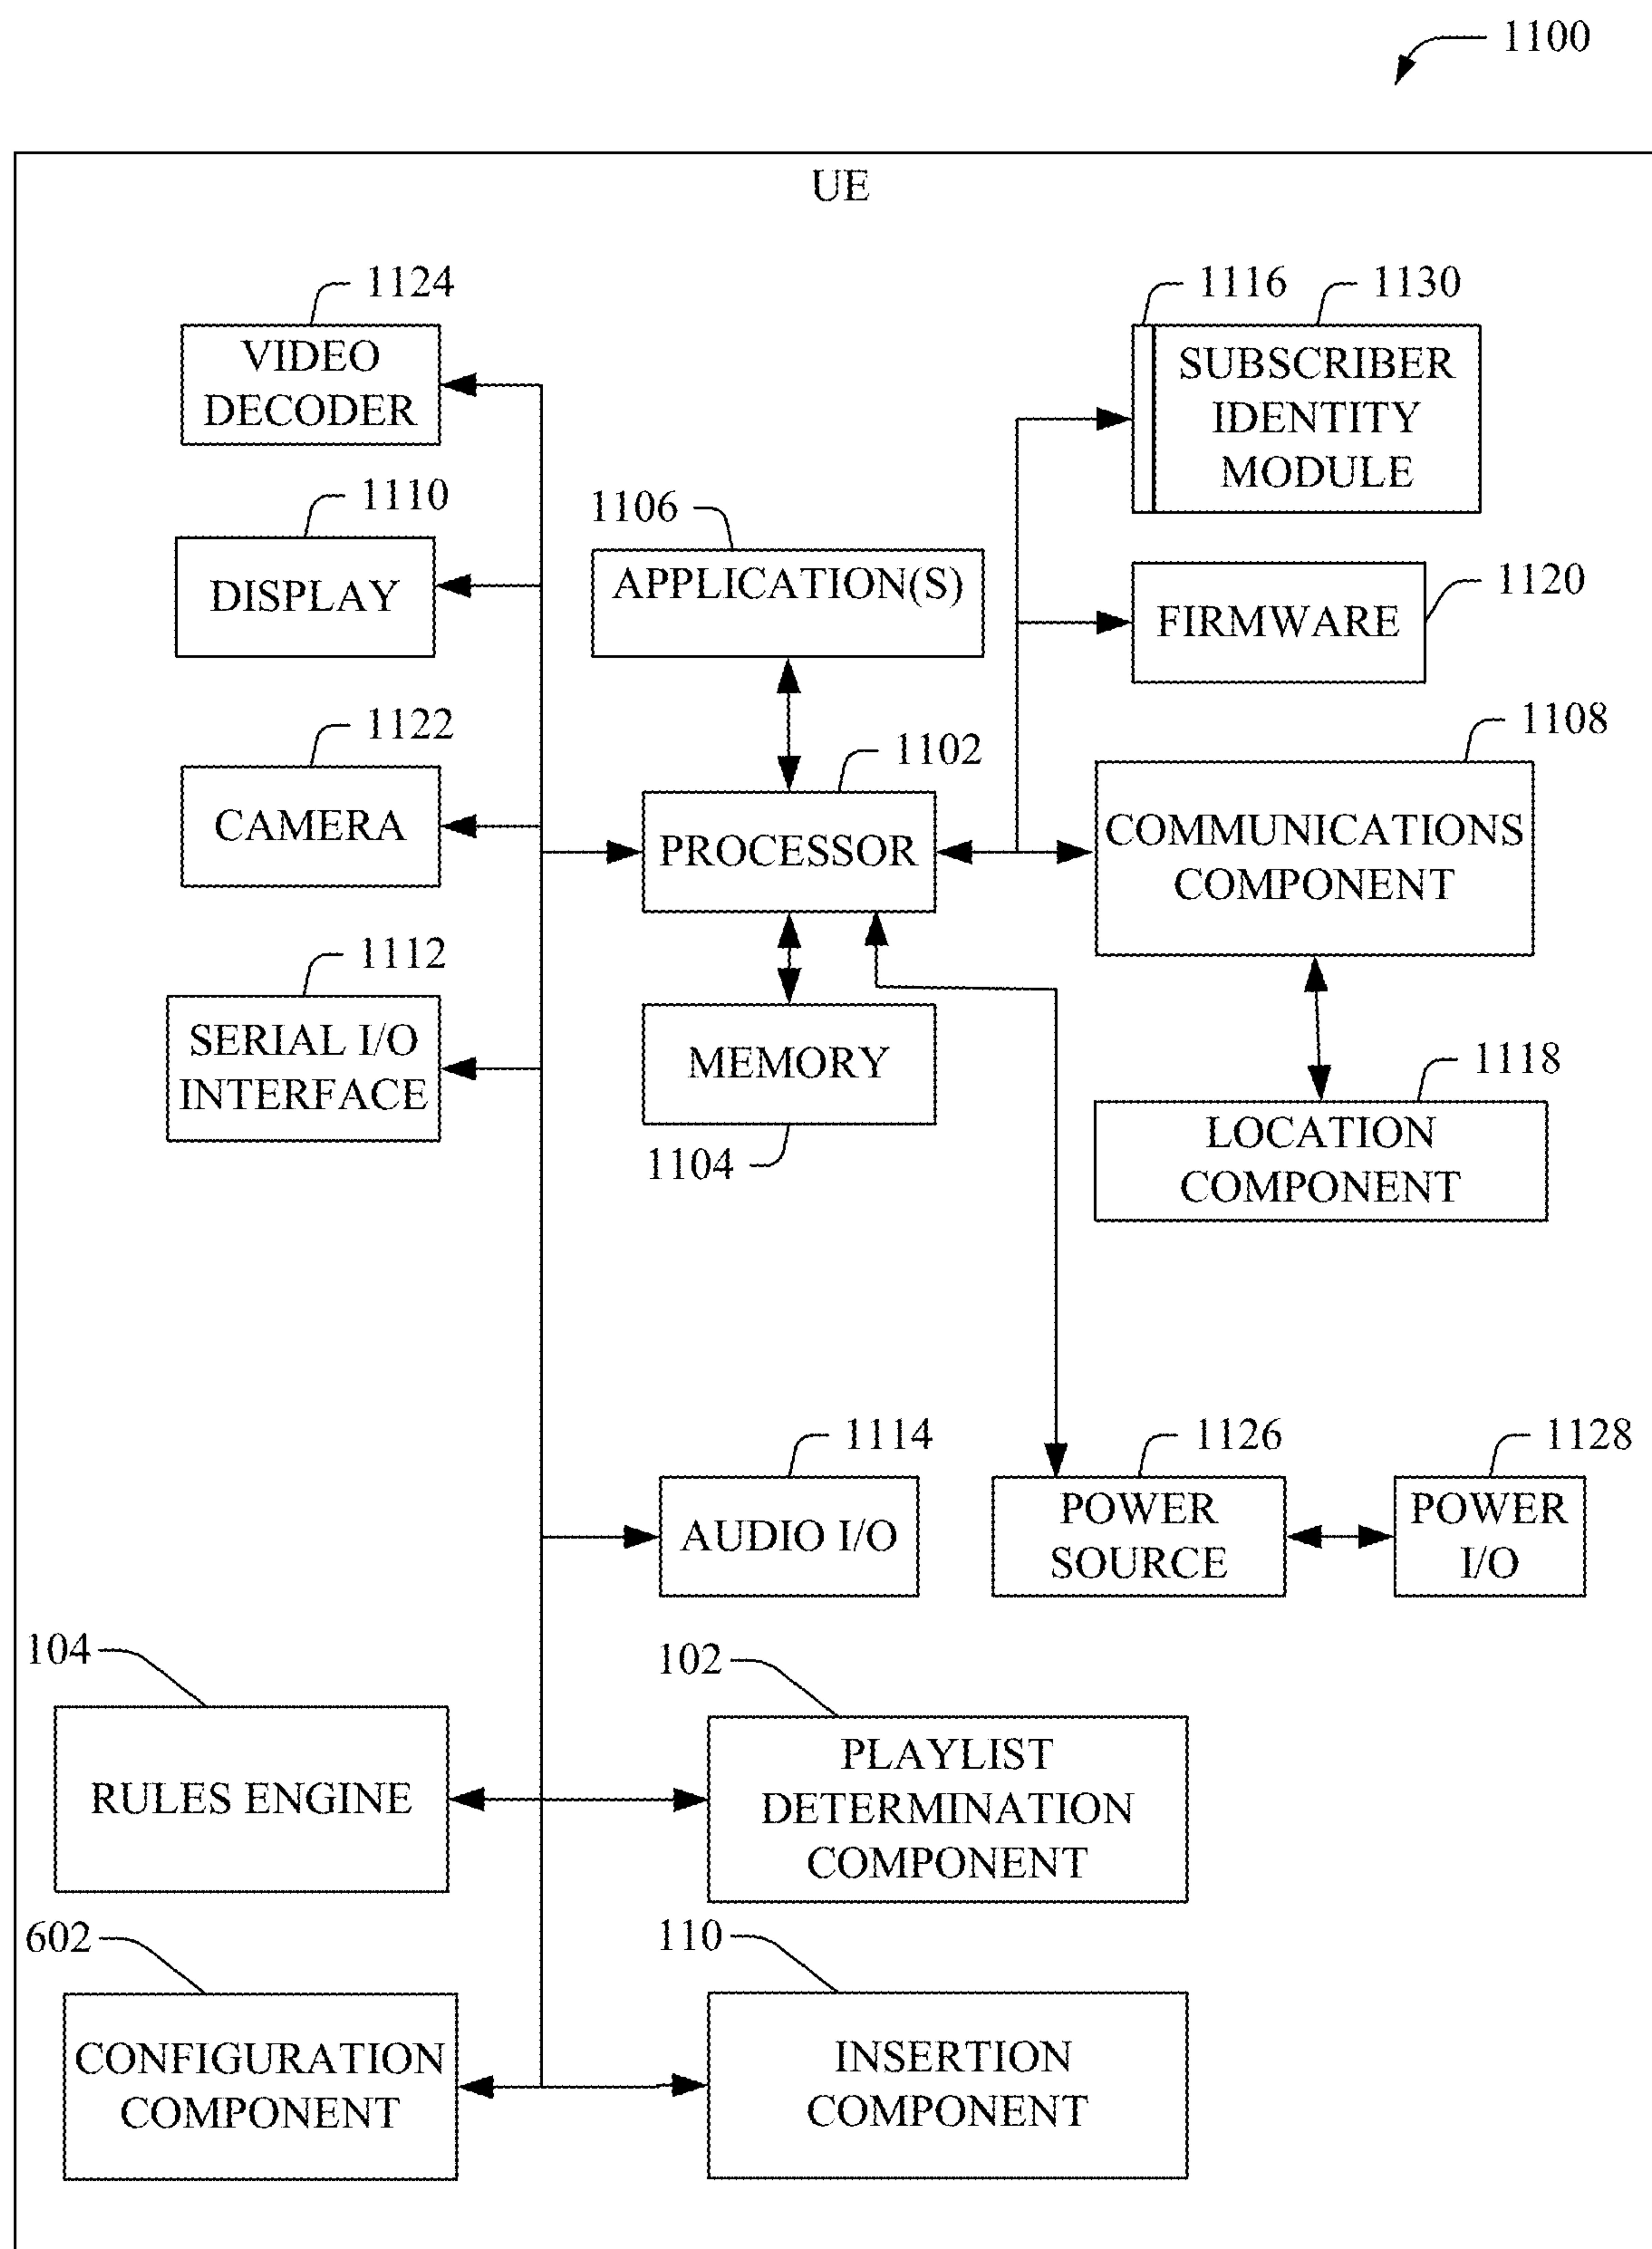 1100
UE
1124
VIDEO
DECODER
1116
1130
SUBSCRIBER
IDENTITY
MODULE
1110
DISPLAY
1106
APPLICATION(S)
1120
FIRMWARE
1122
CAMERA
1102
PROCESSOR
1108
COMMUNICATIONS
COMPONENT
1112
SERIAL I/O
INTERFACE
MEMORY
1104
1118
LOCATION
COMPONENT
1114
AUDIO I/O
1126
POWER
SOURCE
1128
POWER
I/O
104
RULES ENGINE
102
PLAYLIST
DETERMINATION
COMPONENT
602
CONFIGURATION
COMPONENT
110
INSERTION
COMPONENT